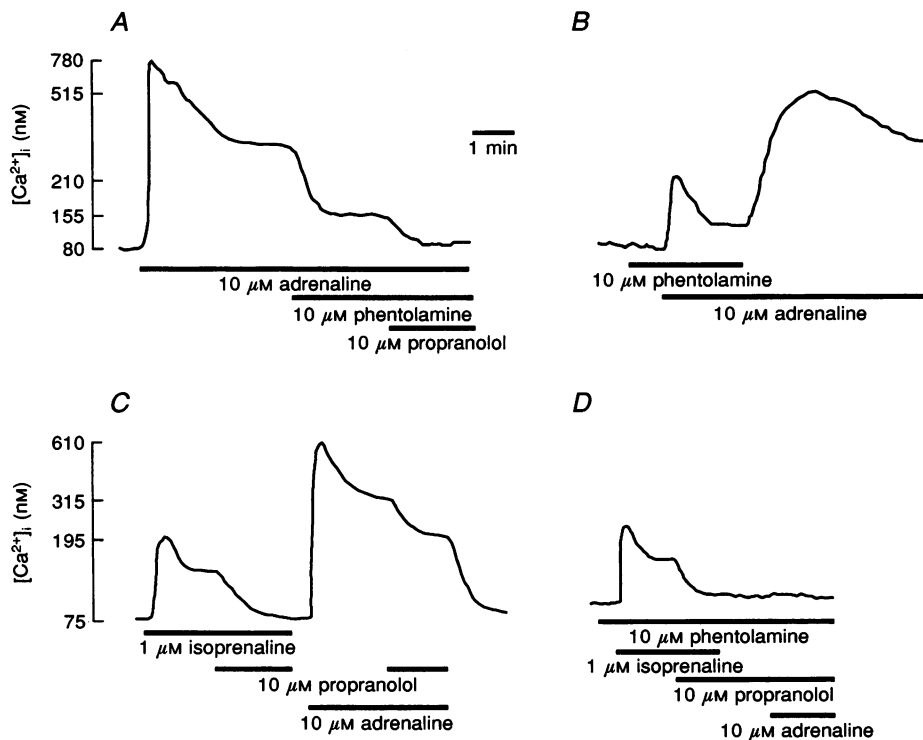 A
B
780
515
210
155
80
[Ca²⁺]ᵢ (nM)
1 min
10 μM adrenaline
10 μM phentolamine
10 μM propranolol
10 μM phentolamine
10 μM adrenaline
C
D
610
315
195
75
[Ca²⁺]ᵢ (nM)
1 μM isoprenaline
10 μM propranolol
10 μM adrenaline
10 μM phentolamine
1 μM isoprenaline
10 μM propranolol
10 μM adrenaline